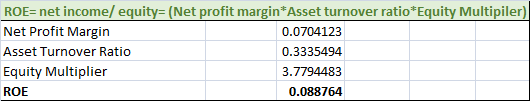 ROE= net income/ equity= (Net profit margin*Asset turnover ratio*Equity Multipiler)
Net Profit Margin 0.0704123
Asset Turnover Ratio 0.3335494
Equity Multiplier 3.7794483
ROE 0.088764